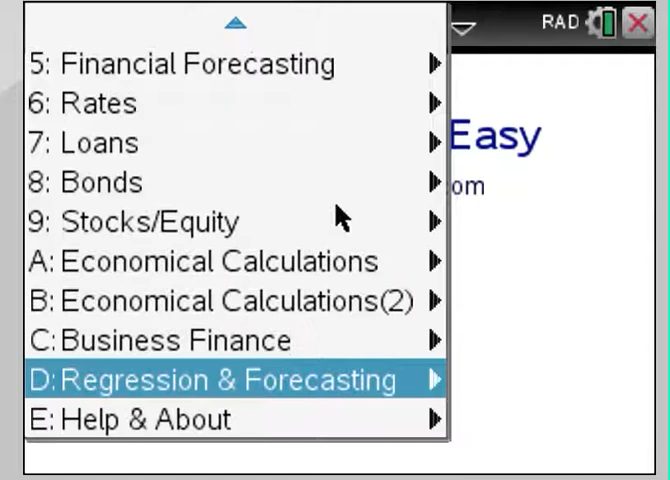 RAD
5: Financial Forecasting
6: Rates
7: Loans
8: Bonds
9: Stocks/Equity
A: Economical Calculations
B: Economical Calculations(2)
C: Business Finance
D: Regression & Forecasting
E: Help & About
Easy
om